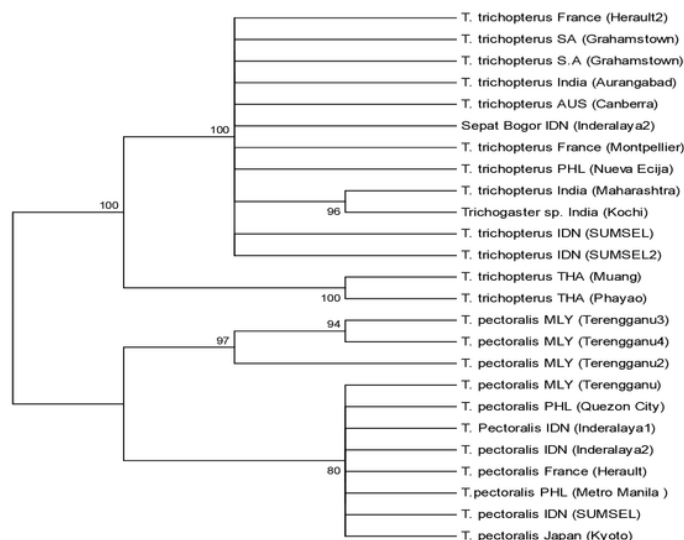 T. trichopterus France (Herault2)
T. trichopterus SA (Grahamstown)
T. trichopterus S.A (Grahamstown)
T. trichopterus India (Aurangabad)
T. trichopterus AUS (Canberra)
100
Sepat Bogor IDN (Inderalaya2)
T. trichopterus France (Montpellier)
T. trichopterus PHL (Nueva Ecija)
T. trichopterus India (Maharashtra)
100
96
Trichogaster sp. India (Kochi)
T. trichopterus IDN (SUMSEL)
T. trichopterus IDN (SUMSEL2)
T. trichopterus THA (Muang)
100
T. trichopterus THA (Phayao)
T. pectoralis MLY (Terengganu3)
94
97
T. pectoralis MLY (Terengganu4)
T. pectoralis MLY (Terengganu2)
T. pectoralis MLY (Terengganu)
T. pectoralis PHL (Quezon City)
T. Pectoralis IDN (Inderalaya1)
T. pectoralis IDN (Inderalaya2)
80
T. pectoralis France (Herault)
T.pectoralis PHL (Metro Manila )
T. pectoralis IDN (SUMSEL)
T. pectoralis Japan (Kyoto)